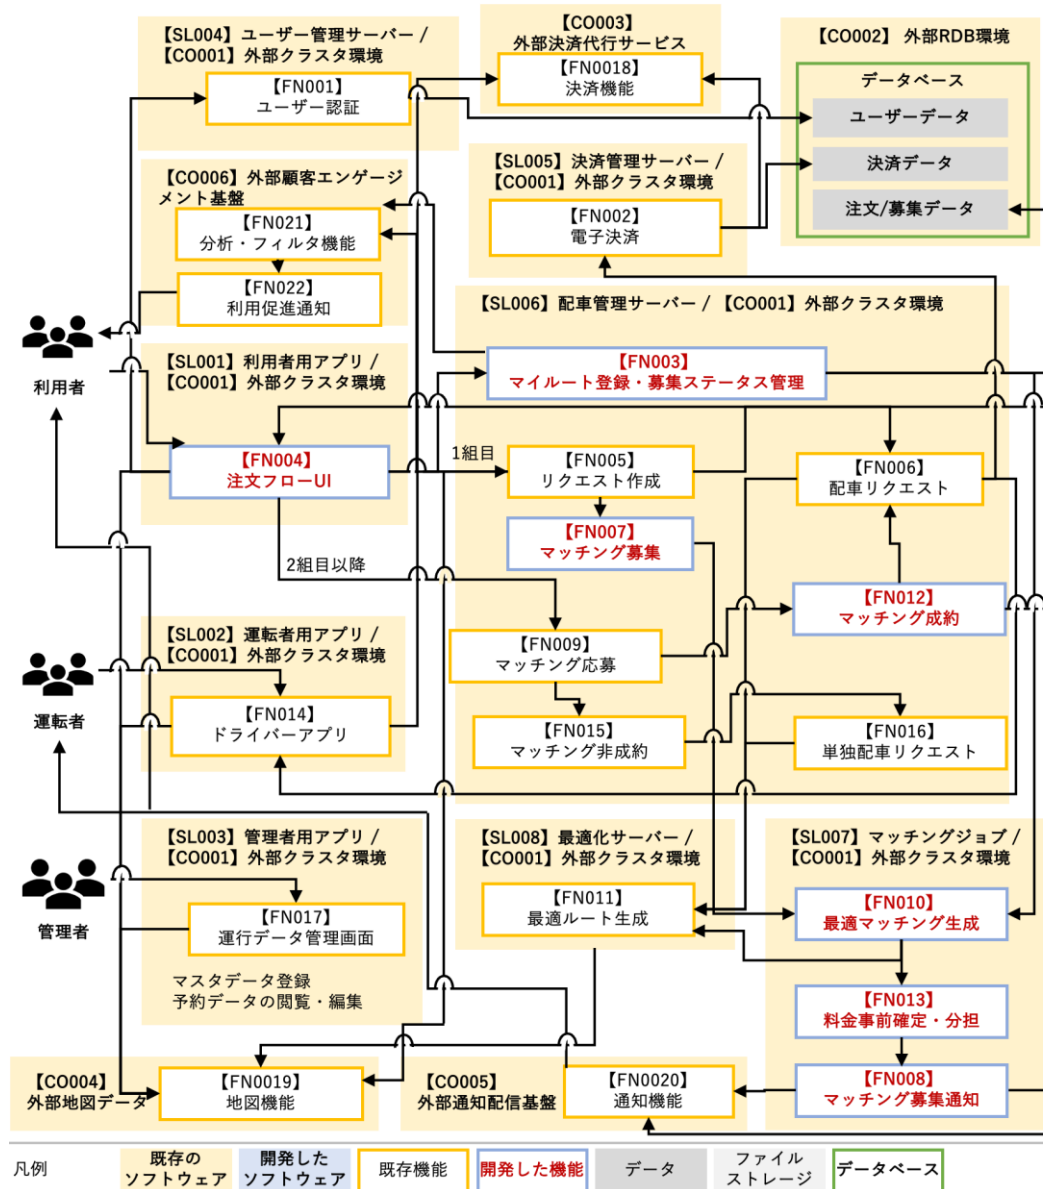 【SL004】ユーザー管理サーバー /
【CO001】外部クラスタ環境
【FN001】
ユーザー認証
【CO003】
外部決済代行サービス
【FN0018】
決済機能
【CO002】 外部RDB環境
データベース
ユーザーデータ
決済データ
注文/募集データ
【SL005】決済管理サーバー /
【CO001】外部クラスタ環境
【FN002】
電子決済
【CO006】外部顧客エンゲージ
メント基盤
【FN021】
分析・フィルタ機能
【FN022】
利用促進通知
利用者
【SL001】利用者用アプリ /
【CO001】外部クラスタ環境
【FN004】
注文フローUI
【SL006】配車管理サーバー / 【CO001】外部クラスタ環境
【FN003】
マイルート登録・募集ステータス管理
1組目
【FN005】
リクエスト作成
【FN006】
配車リクエスト
【FN007】
マッチング募集
2組目以降
【FN012】
マッチング成約
【FN009】
マッチング応募
【FN015】
マッチング非成約
【FN016】
単独配車リクエスト
運転者
【SL002】運転者用アプリ /
【CO001】外部クラスタ環境
【FN014】
ドライバーアプリ
管理者
【SL003】管理者用アプリ /
【CO001】外部クラスタ環境
【FN017】
運行データ管理画面
マスタデータ登録
予約データの閲覧・編集
【SL008】最適化サーバー /
【CO001】外部クラスタ環境
【FN011】
最適ルート生成
【SL007】マッチングジョブ /
【CO001】外部クラスタ環境
【FN010】
最適マッチング生成
【FN013】
料金事前確定・分担
【FN008】
マッチング募集通知
【CO004】
外部地図データ
【FN0019】
地図機能
【CO005】
外部通知配信基盤
【FN0020】
通知機能
凡例
既存の
ソフトウェア
開発した
ソフトウェア
既存機能
開発した機能
データ
ファイル
ストレージ
データベース